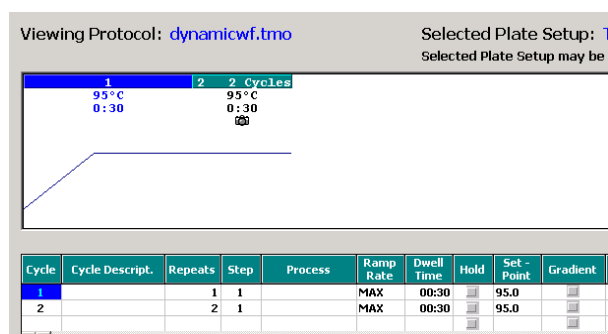 Viewing Protocol: dynamicwf.tmo Selected Plate Setup:
Selected Plate Setup may be
1 2 2 Cycles
95°C 95°C
0:30 0:30
Cycle Cycle Descript. Repeats Step Process Ramp Rate Dwell Time Hold Set - Point Gradient
1 1 1 MAX 00:30 95.0
2 2 1 MAX 00:30 95.0